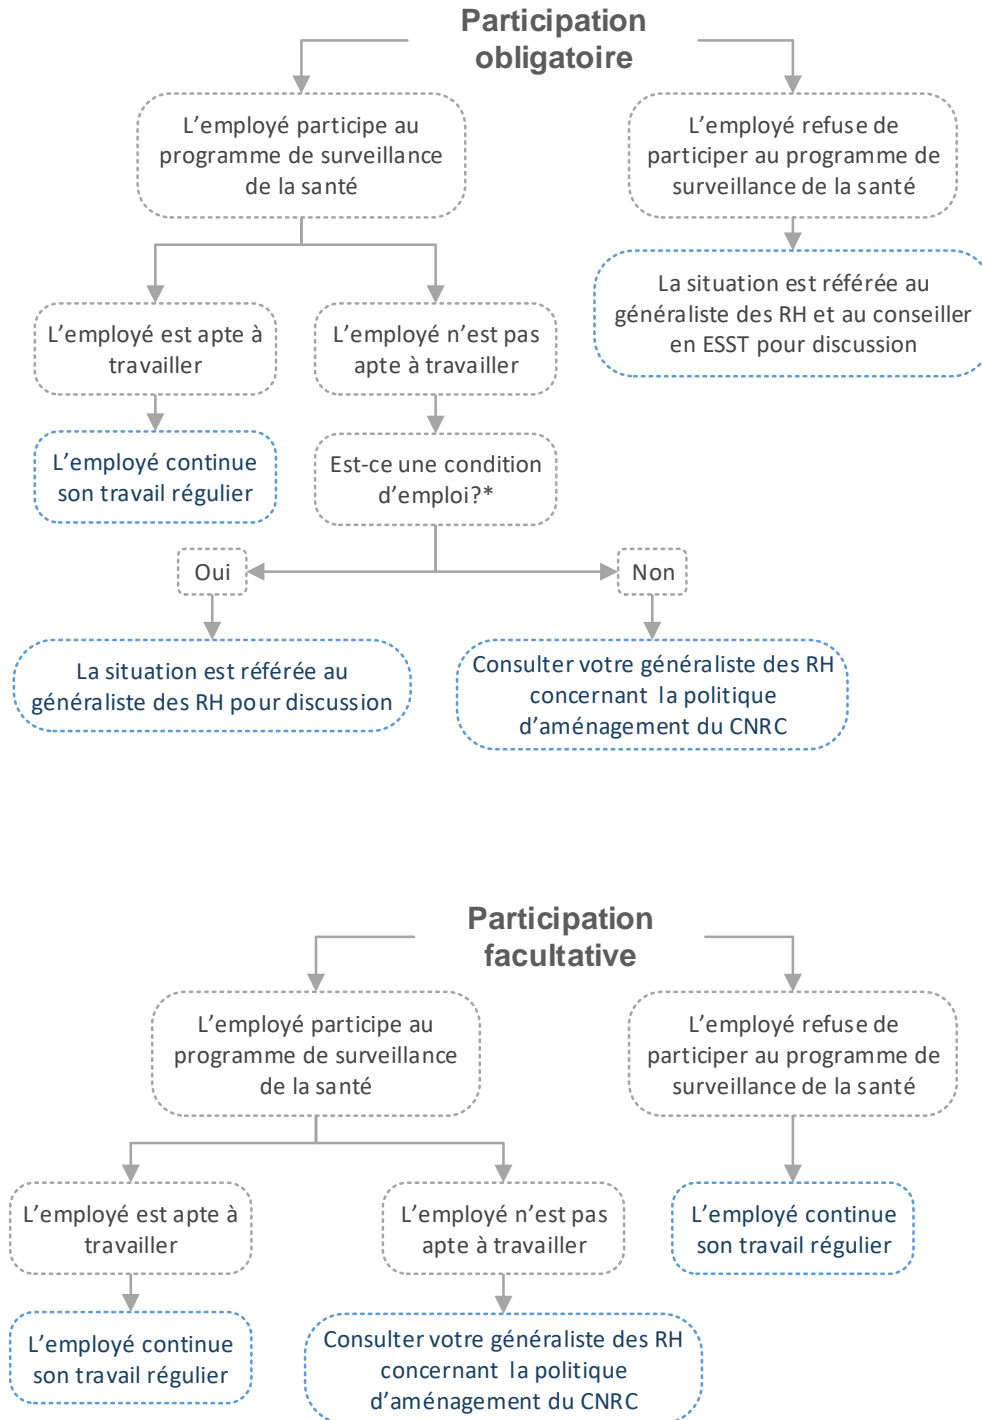 Participation
obligatoire
L'employé participe au
programme de surveillance
de la santé
L'employé refuse de
participer au programme de
surveillance de la santé
L'employé est apte à
travailler
L'employé n'est pas
apte à travailler
La situation est référée au
généraliste des RH et au conseiller
en ESST pour discussion
L'employé continue
son travail régulier
Est-ce une condition
d'emploi?*
Oui
Non
La situation est référée au
généraliste des RH pour discussion
Consulter votre généraliste des RH
concernant la politique
d'aménagement du CNRC
Participation
facultative
L'employé participe au
programme de surveillance
de la santé
L'employé refuse de
participer au programme de
surveillance de la santé
L'employé est apte à
travailler
L'employé n'est pas
apte à travailler
L'employé continue
son travail régulier
L'employé continue
son travail régulier
Consulter votre généraliste des RH
concernant la politique
d'aménagement du CNRC